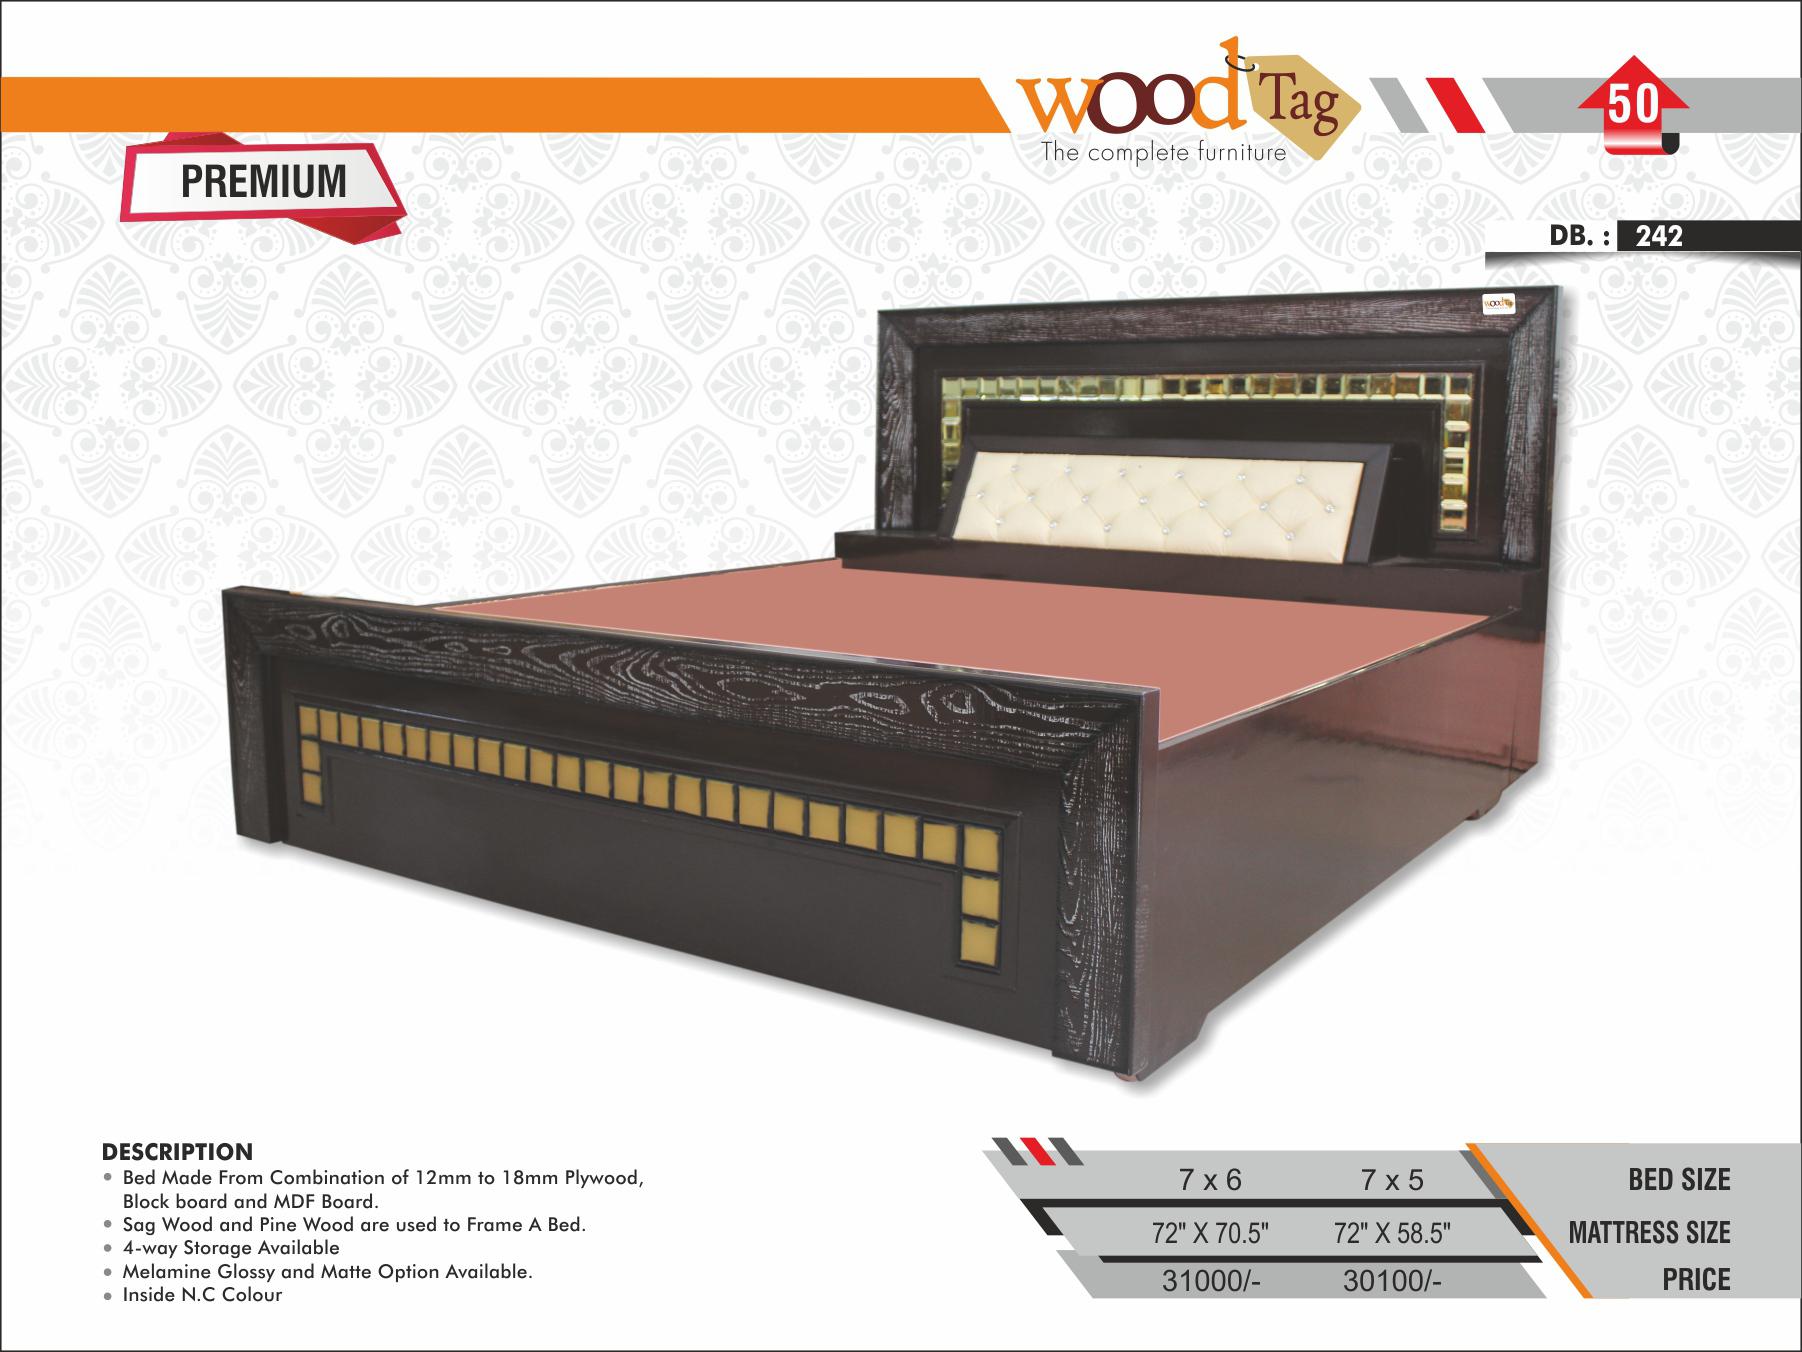 wood Tag
The complete furniture
50
PREMIUM
DB. : 242
wood Tag
DESCRIPTION
• Bed Made From Combination of 12mm to 18mm Plywood,
Block board and MDF Board.
• Sag Wood and Pine Wood are used to Frame A Bed.
• 4-way Storage Available
• Melamine Glossy and Matte Option Available.
• Inside N.C Colour
7 x 6 7 x 5 BED SIZE
72" X 70.5" 72" X 58.5" MATTRESS SIZE
31000/- 30100/- PRICE